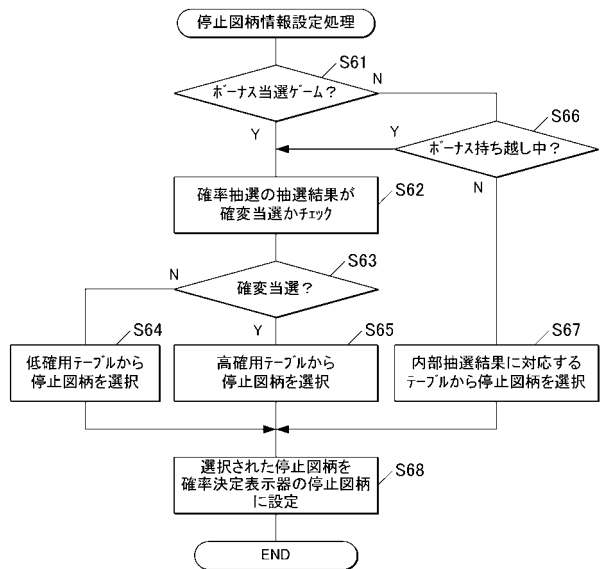 停止図柄情報設定処理
S61
ﾎﾞｰﾅｽ当選ゲーム？
N
Y
S66
ﾎﾞｰﾅｽ持ち越し中？
Y
N
S62
確率抽選の抽選結果が
確変当選かチェック
S63
確変当選？
N
Y
S64
低確用テーブルから
停止図柄を選択
S65
高確用テーブルから
停止図柄を選択
S67
内部抽選結果に対応する
ﾃｰﾌﾞﾙから停止図柄を選択
S68
選択された停止図柄を
確率決定表示器の停止図柄
に設定
END